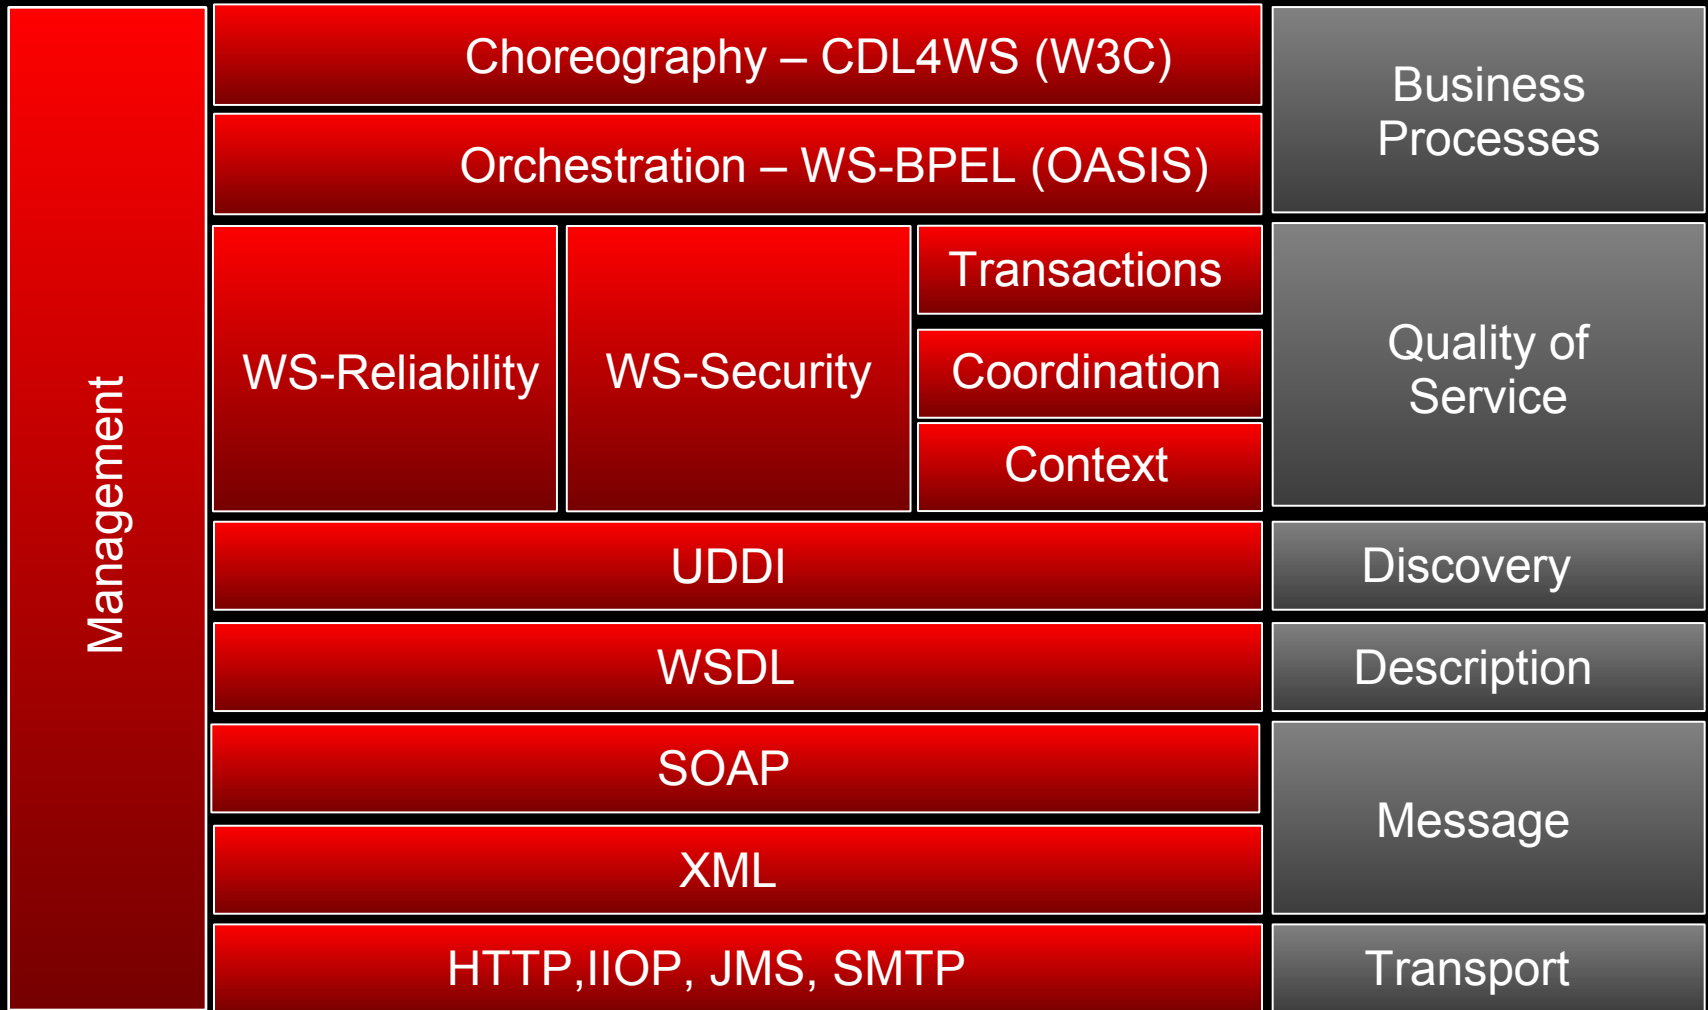 Management
Choreography – CDL4WS (W3C)
Business
Processes
Orchestration – WS-BPEL (OASIS)
WS-Reliability
WS-Security
Transactions
Coordination
Context
Quality of
Service
UDDI
Discovery
WSDL
Description
SOAP
XML
Message
HTTP,IIOP, JMS, SMTP
Transport